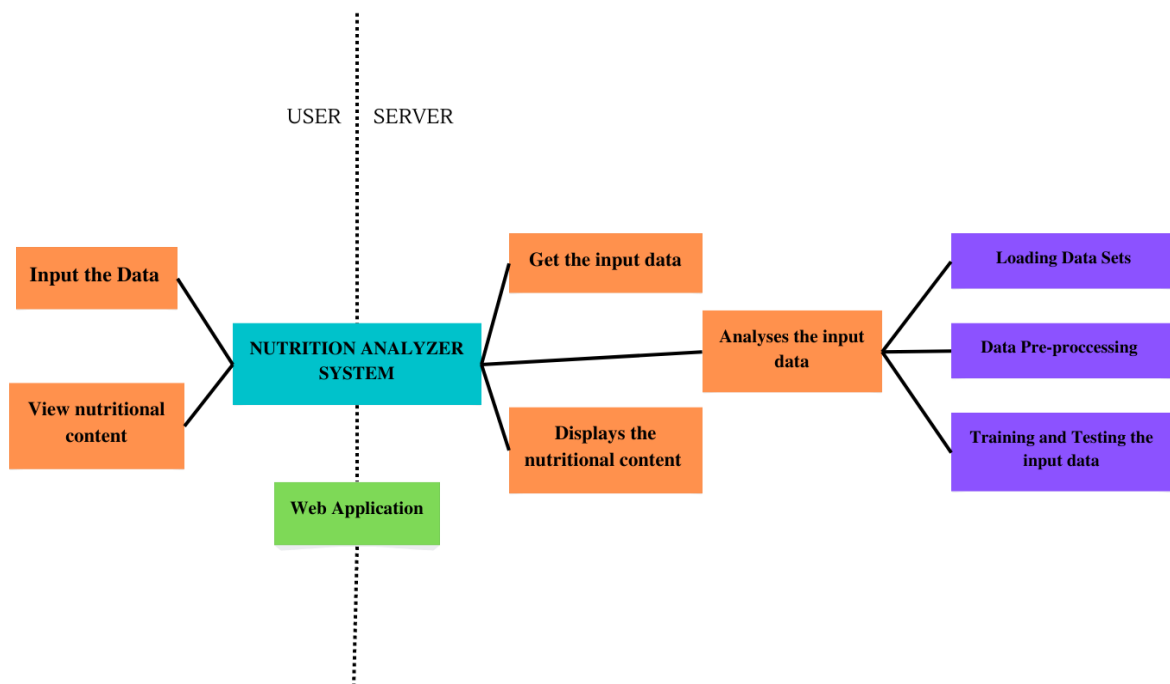 USER
SERVER
Input the Data
View nutritional
content
NUTRITION ANALYZER
SYSTEM
Web Application
Get the input data
Displays the
nutritional content
Analyses the input
data
Loading Data Sets
Data Pre-proccessing
Training and Testing the
input data